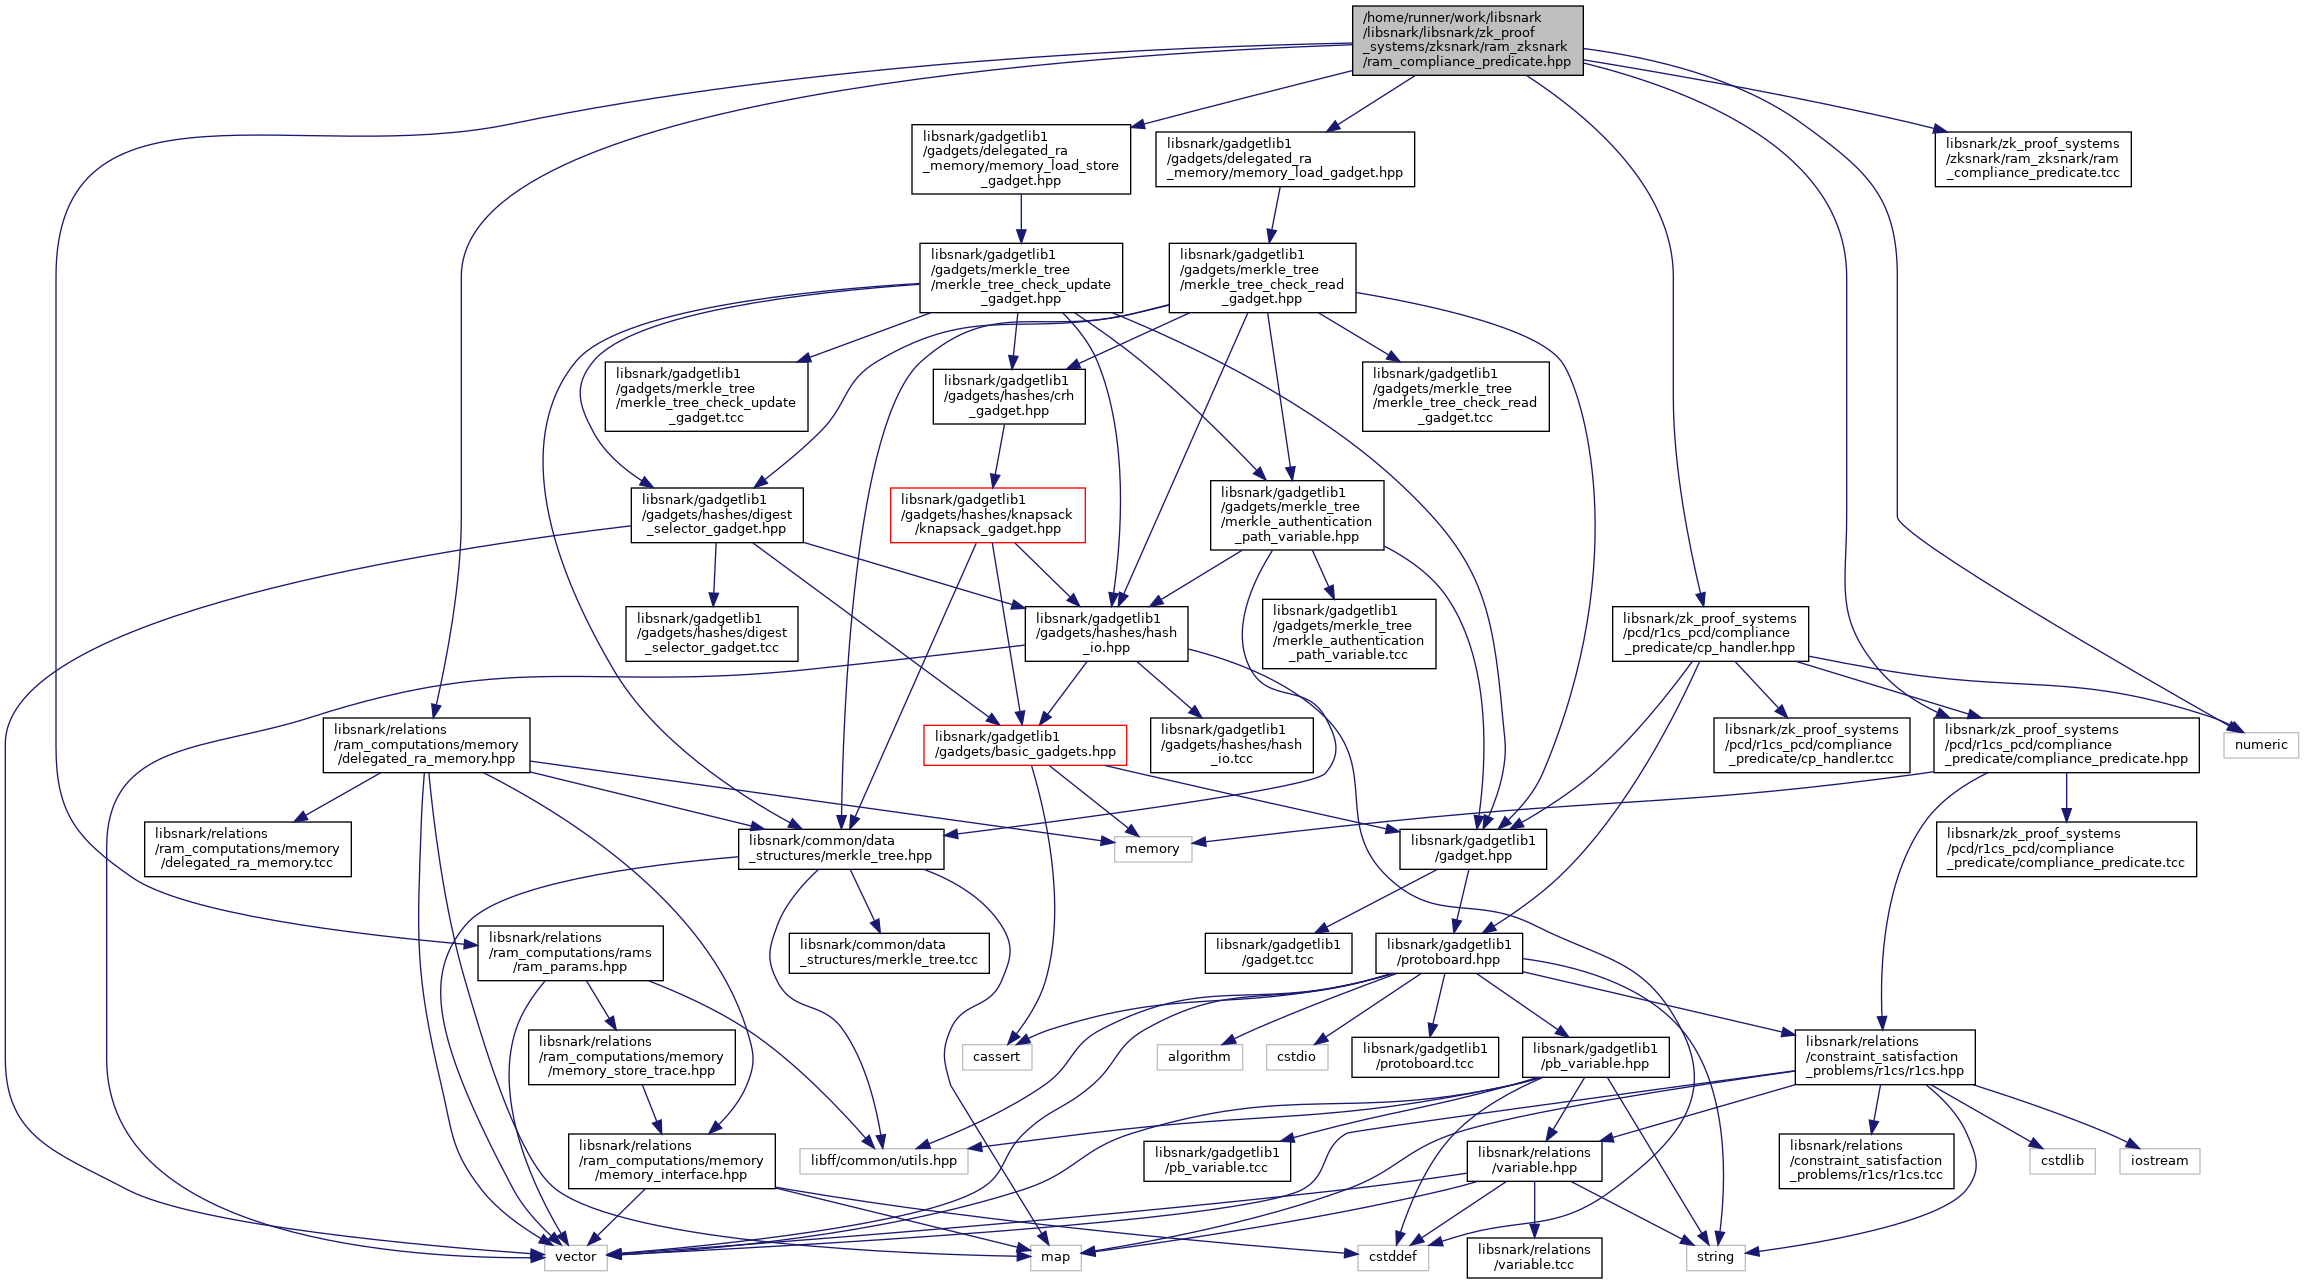 /home/runner/work/libsnark
/libsnark/libsnark/zk_proof
_systems/zksnark/ram_zksnark
/ram_compliance_predicate.hpp
libsnark/gadgetlib1
/gadgets/delegated_ra
_memory/memory_load_store
_gadget.hpp
libsnark/gadgetlib1
/gadgets/delegated_ra
_memory/memory_load_gadget.hpp
libsnark/zk_proof_systems
/zksnark/ram_zksnark/ram
_compliance_predicate.tcc
libsnark/gadgetlib1
/gadgets/merkle_tree
/merkle_tree_check_update
_gadget.hpp
libsnark/gadgetlib1
/gadgets/merkle_tree
/merkle_tree_check_read
_gadget.hpp
libsnark/gadgetlib1
/gadgets/merkle_tree
/merkle_tree_check_update
_gadget.tcc
libsnark/gadgetlib1
/gadgets/hashes/crh
_gadget.hpp
libsnark/gadgetlib1
/gadgets/merkle_tree
/merkle_tree_check_read
_gadget.tcc
libsnark/gadgetlib1
/gadgets/hashes/digest
_selector_gadget.hpp
libsnark/gadgetlib1
/gadgets/hashes/knapsack
/knapsack_gadget.hpp
libsnark/gadgetlib1
/gadgets/merkle_tree
/merkle_authentication
_path_variable.hpp
libsnark/gadgetlib1
/gadgets/hashes/digest
_selector_gadget.tcc
libsnark/gadgetlib1
/gadgets/hashes/hash
_io.hpp
libsnark/gadgetlib1
/gadgets/merkle_tree
/merkle_authentication
_path_variable.tcc
libsnark/zk_proof_systems
/pcd/r1cs_pcd/compliance
_predicate/cp_handler.hpp
libsnark/relations
/ram_computations/memory
/delegated_ra_memory.hpp
libsnark/gadgetlib1
/gadgets/basic_gadgets.hpp
libsnark/gadgetlib1
/gadgets/hashes/hash
_io.tcc
libsnark/zk_proof_systems
/pcd/r1cs_pcd/compliance
_predicate/cp_handler.tcc
libsnark/zk_proof_systems
/pcd/r1cs_pcd/compliance
_predicate/compliance_predicate.hpp
numeric
libsnark/relations
/ram_computations/memory
/delegated_ra_memory.tcc
libsnark/common/data
_structures/merkle_tree.hpp
memory
libsnark/gadgetlib1
/gadget.hpp
libsnark/zk_proof_systems
/pcd/r1cs_pcd/compliance
_predicate/compliance_predicate.tcc
libsnark/relations
/ram_computations/rams
/ram_params.hpp
libsnark/common/data
_structures/merkle_tree.tcc
libsnark/gadgetlib1
/gadget.tcc
libsnark/gadgetlib1
/protoboard.hpp
libsnark/relations
/ram_computations/memory
/memory_store_trace.hpp
cassert
algorithm
cstdio
libsnark/gadgetlib1
/protoboard.tcc
libsnark/gadgetlib1
/pb_variable.hpp
libsnark/relations
/constraint_satisfaction
_problems/r1cs/r1cs.hpp
libsnark/relations
/ram_computations/memory
/memory_interface.hpp
libff/common/utils.hpp
libsnark/gadgetlib1
/pb_variable.tcc
libsnark/relations
/variable.hpp
libsnark/relations
/constraint_satisfaction
_problems/r1cs/r1cs.tcc
cstdlib
iostream
vector
map
cstddef
libsnark/relations
/variable.tcc
string